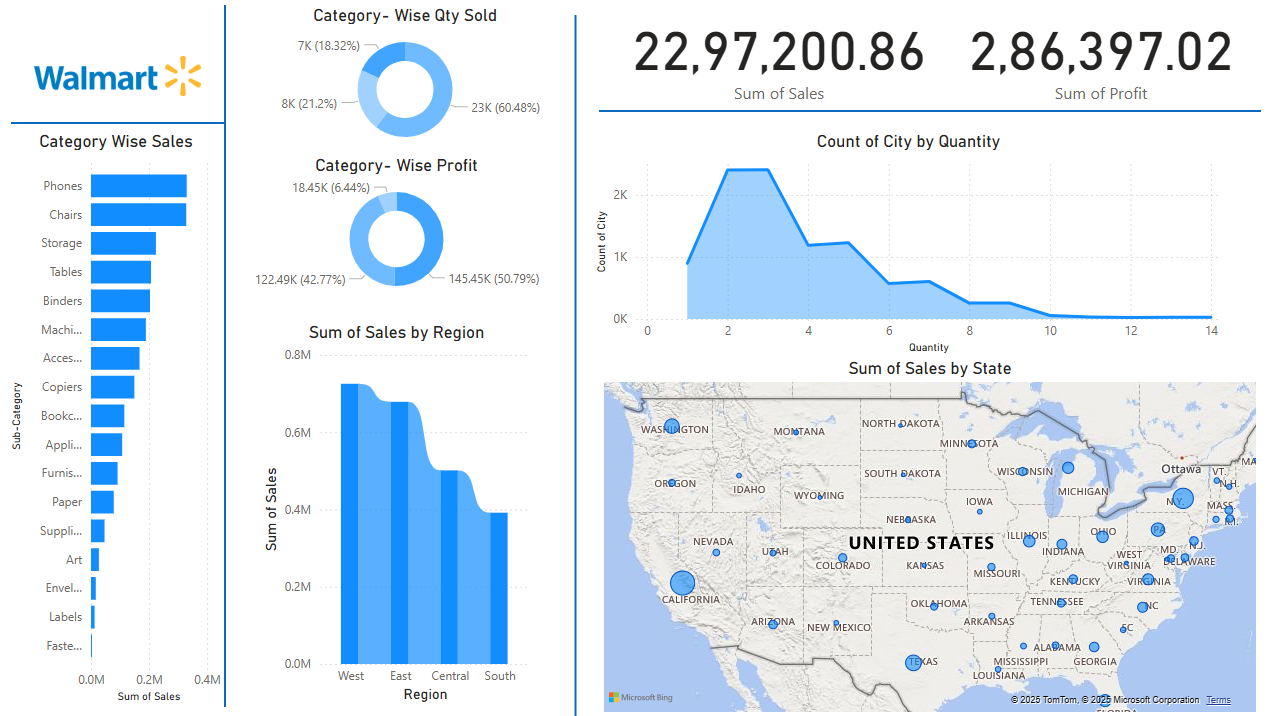 Walmart
Category Wise Sales
Sub-Category
Phones
Chairs
Storage
Tables
Binders
Machi...
Acces...
Copiers
Bookc...
Appli...
Furnis...
Paper
Suppli...
Art
Envel...
Labels
Faste...
0.0M 0.2M 0.4M
Sum of Sales
Category- Wise Qty Sold
7K (18.32%)
8K (21.2%)
23K (60.48%)
Category- Wise Profit
18.45K (6.44%)
122.49K (42.77%)
145.45K (50.79%)
Sum of Sales by Region
Sum of Sales
0.8M
0.6M
0.4M
0.2M
0.0M
West East Central South
Region
22,97,200.86
Sum of Sales
2,86,397.02
Sum of Profit
Count of City by Quantity
Count of City
2K
1K
0K
0 2 4 6 8 10 12 14
Quantity
Sum of Sales by State
WASHINGTON
MONTANA
NORTH DAKOTA
MINNESOTA
Ottawa
VT.
MA
OREGON
IDAHO
SOUTH DAKOTA
WISCONSIN
MICHIGAN
N.H.
WYOMING
IOWA
N.Y.
MASS.
NEBRASKA
R.I.
NEVADA
UTAH
UNITED STATES
ILLINOIS
INDIANA
OHIO
PA
N.J.
COLORADO
KANSAS
MISSOURI
WEST
VIRGINIA
MD.
DELAWARE
KENTUCKY
VIRGINIA
CALIFORNIA
OKLAHOMA
TENNESSEE
NC
ARIZONA
NEW MEXICO
ARKANSAS
SC
TEXAS
MISSISSIPPI
ALABAMA
GEORGIA
LOUISIANA
FLORIDA
Microsoft Bing
© 2025 TomTom, © 2025 Microsoft Corporation Terms